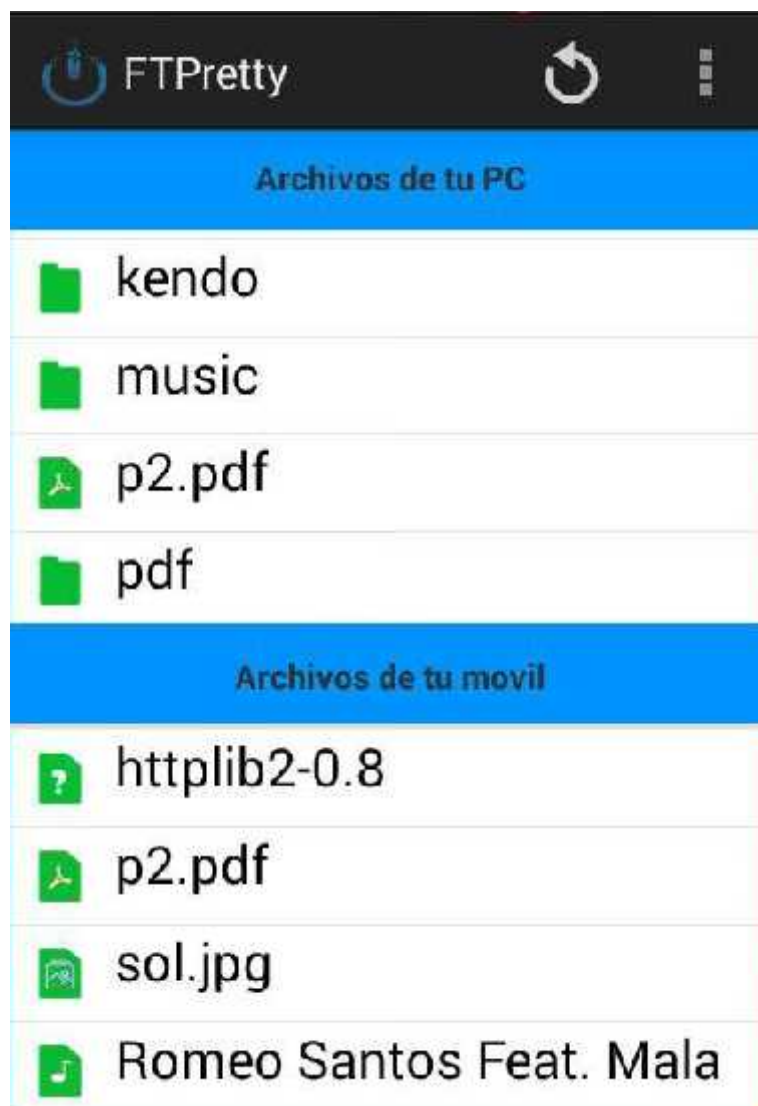 FTPretty
Archivos de tu PC
kendo
music
p2.pdf
pdf
Archivos de tu movil
httplib2-0.8
p2.pdf
sol.jpg
Romeo Santos Feat. Mala